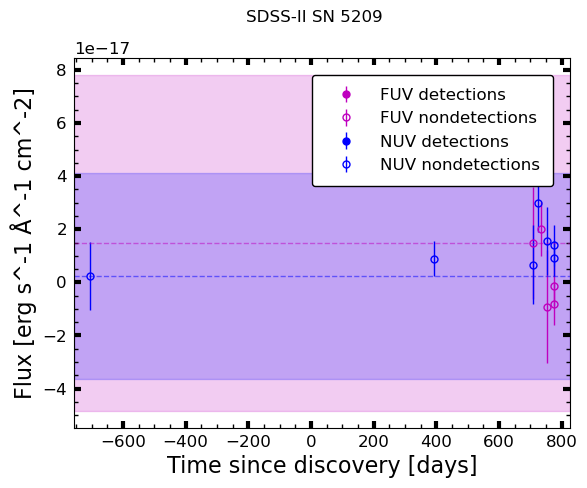 SDSS-II SN 5209
1e−17
8
6
4
2
0
−2
−4
Flux [erg s^-1 Å^-1 cm^-2]
FUV detections
FUV nondetections
NUV detections
NUV nondetections
−600 −400 −200 0 200 400 600 800
Time since discovery [days]